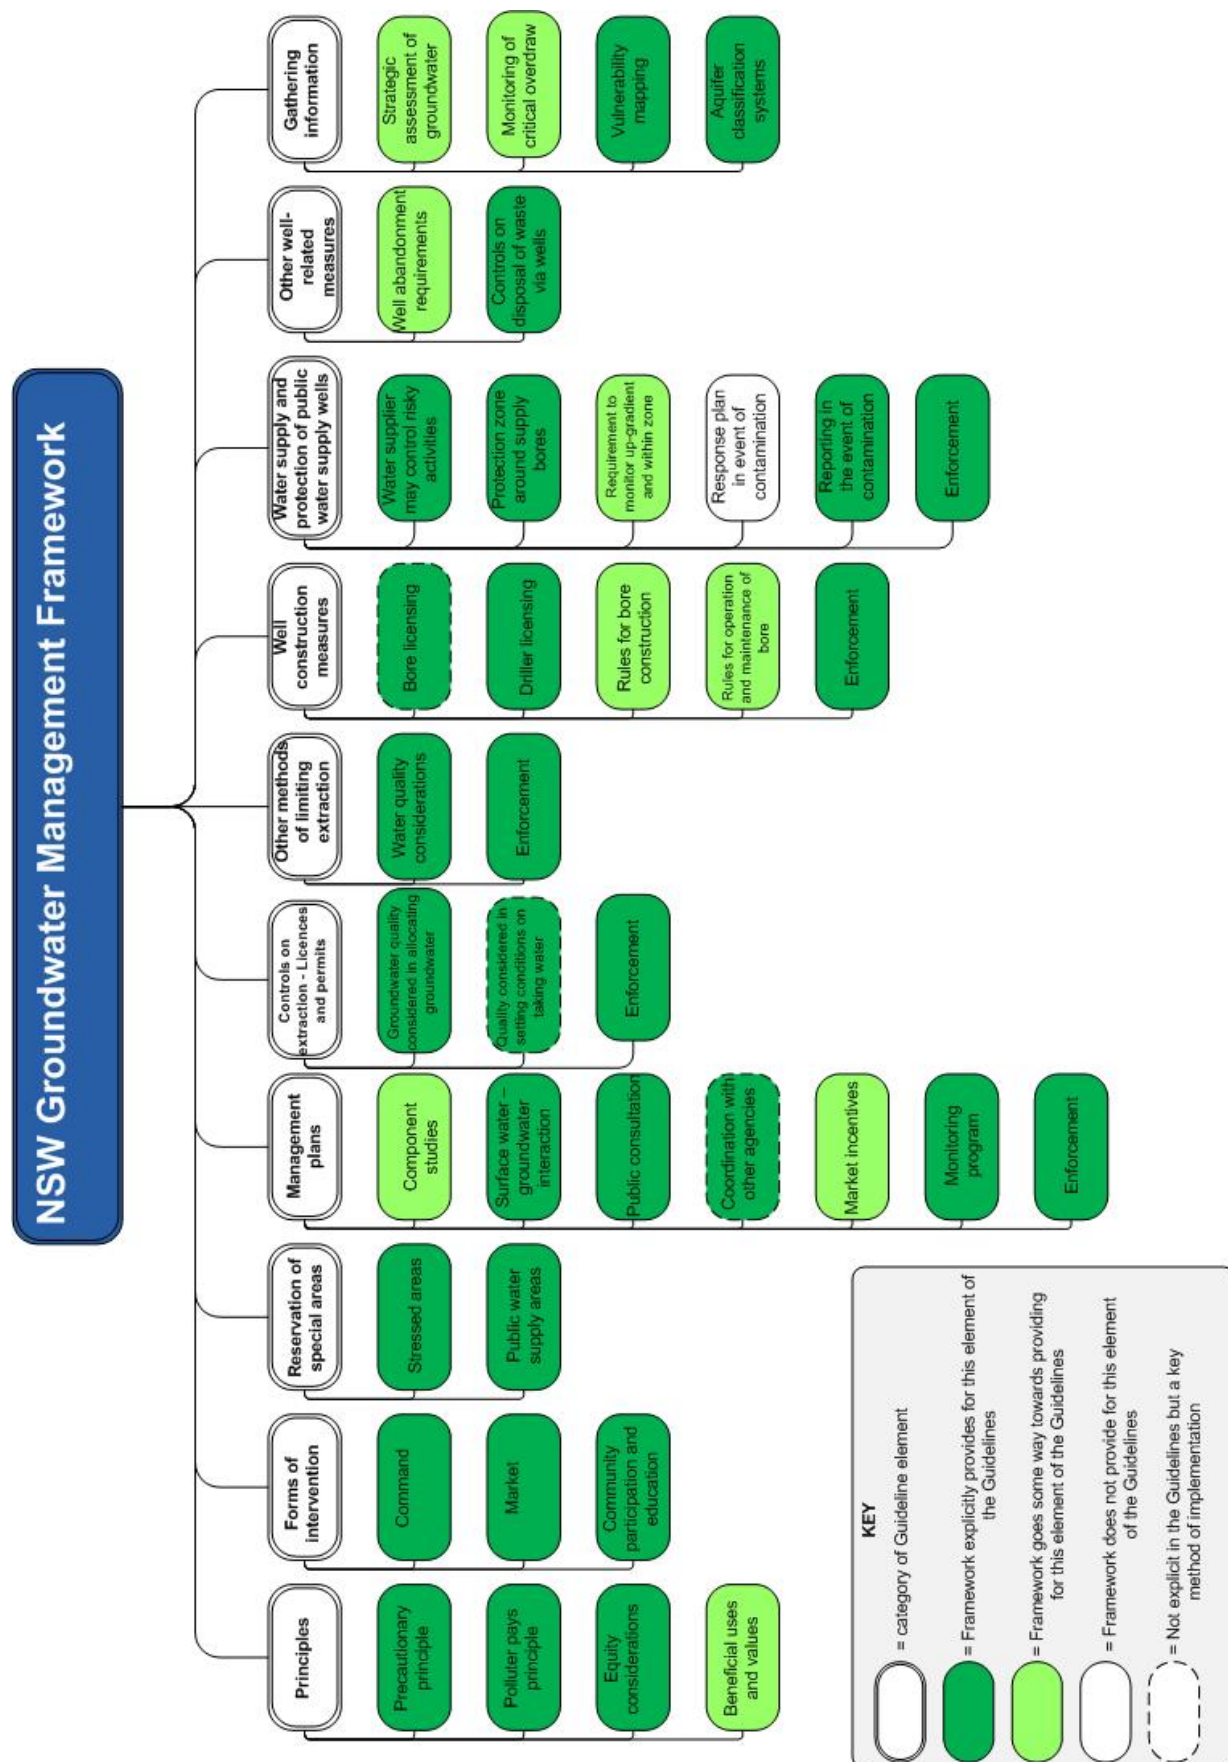 NSW Groundwater Management Framework
Principles
Precautionary
principle
Polluter pays
principle
Equity
considerations
Beneficial uses
and values
Forms of
intervention
Command
Market
Community
participation and
education
Reservation of
special areas
Stressed areas
Public water
supply areas
Management
plans
Component
studies
Surface water –
groundwater
interaction
Public consultation
Coordination with
other agencies
Market incentives
Monitoring
program
Enforcement
Controls on
extraction - Licences
and permits
Groundwater quality
considered in allocating
groundwater
Quality considered in
setting conditions on
taking water
Enforcement
Other methods
of limiting
extraction
Water quality
considerations
Enforcement
Well
construction
measures
Bore licensing
Driller licensing
Rules for bore
construction
Rules for operation
and maintenance of
bore
Enforcement
Water supply and
protection of public
water supply wells
Water supplier
may control risky
activities
Protection zone
around supply
bores
Requirement to
monitor up-gradient
and within zone
Response plan
in event of
contamination
Reporting in
the event of
contamination
Enforcement
Other well-
related
measures
Well abandonment
requirements
Controls on
disposal of waste
via wells
Gathering
information
Strategic
assessment of
groundwater
Monitoring of
critical overdraw
Vulnerability
mapping
Aquifer
classification
systems
KEY
= category of Guideline element
= Framework explicitly provides for this element of
the Guidelines
= Framework goes some way towards providing
for this element of the Guidelines
= Framework does not provide for this element
of the Guidelines
= Not explicit in the Guidelines but a key
method of implementation